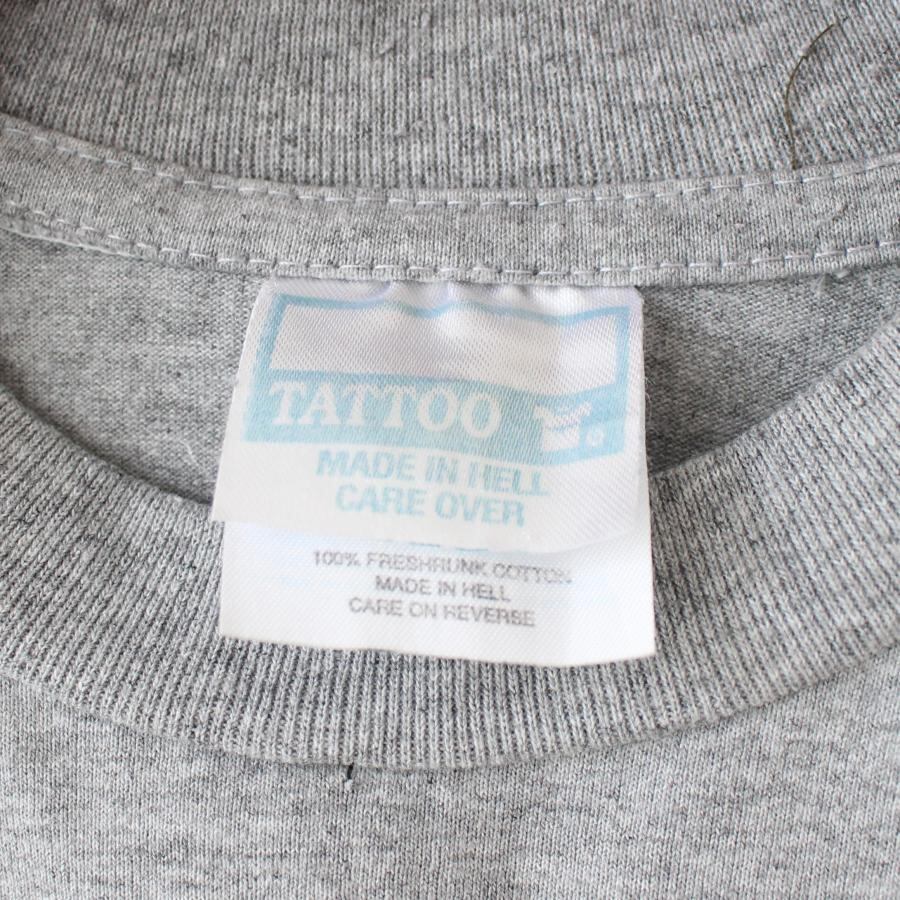 TATTOO
MADE IN HELL
CARE OVER
100% FRESHRUNK COTTON
MADE IN HELL
CARE ON REVERSE